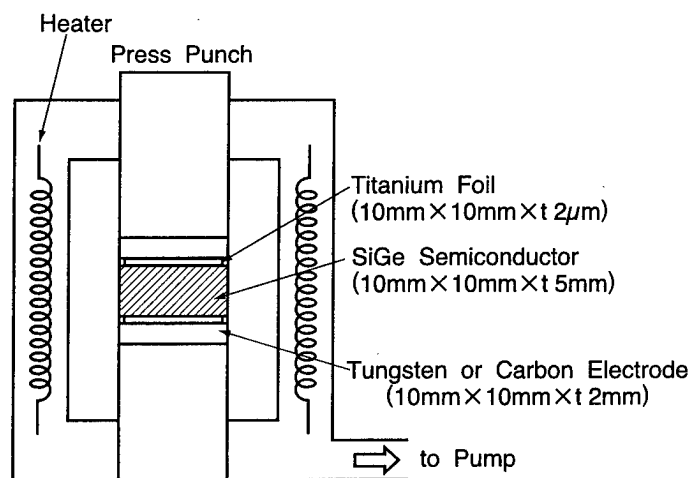 Heater
Press Punch
Titanium Foil
(10mm×10mm×t 2μm)
SiGe Semiconductor
(10mm×10mm×t 5mm)
Tungsten or Carbon Electrode
(10mm×10mm×t 2mm)
to Pump